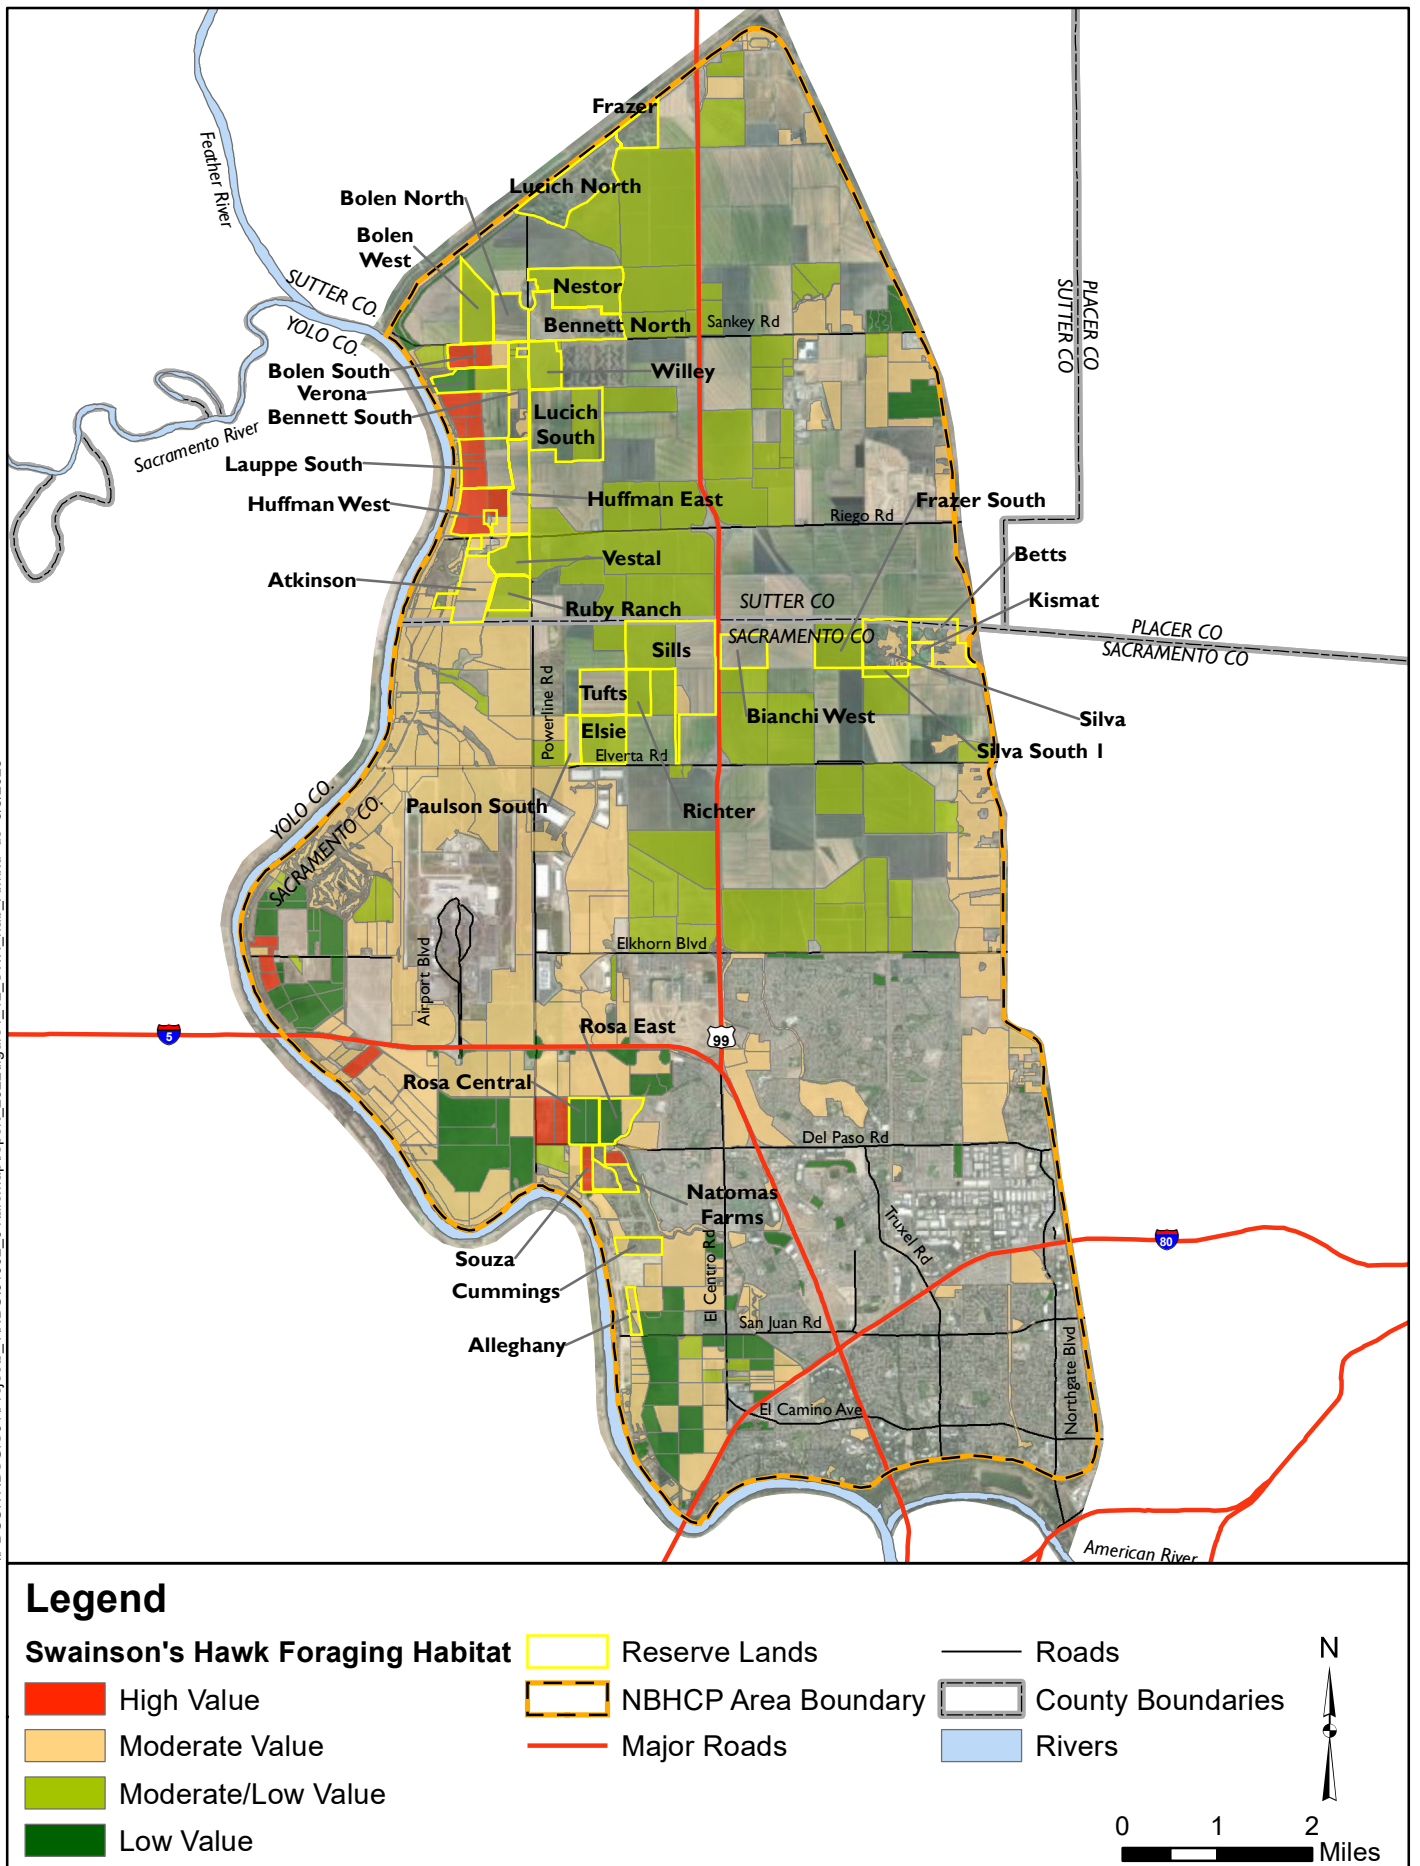 Frazer
Feather River
Lucich North
Bolen North
Bolen
West
SUTTER CO.
YOLO CO.
Nestor
Bennett North
Sankey Rd
PLACER CO
SUTTER CO
Bolen South
Verona
Bennett South
Willey
Lucich
South
Sacramento River
Lauppe South
Huffman West
Huffman East
Frazer South
Riego Rd
Betts
Vestal
Atkinson
Kismat
Ruby Ranch
SUTTER CO
SACRAMENTO CO
PLACER CO
SACRAMENTO CO
Sills
Tufts
Powerline Rd
Bianchi West
Silva
Elsie
Elverta Rd
Silva South 1
Paulson South
Richter
YOLO CO.
SACRAMENTO CO.
Elkhorn Blvd
Airport Blvd
Rosa East
5
99
Rosa Central
Del Paso Rd
Natomas
Farms
Truxel Rd
80
Souza
Cummings
El Centro Rd
San Juan Rd
Alleghany
Northgate Blvd
El Camino Ave
American River
Legend
Swainson's Hawk Foraging Habitat
High Value
Moderate Value
Moderate/Low Value
Low Value
Reserve Lands
NBHCP Area Boundary
Major Roads
Roads
County Boundaries
Rivers
N
0 1 2
Miles